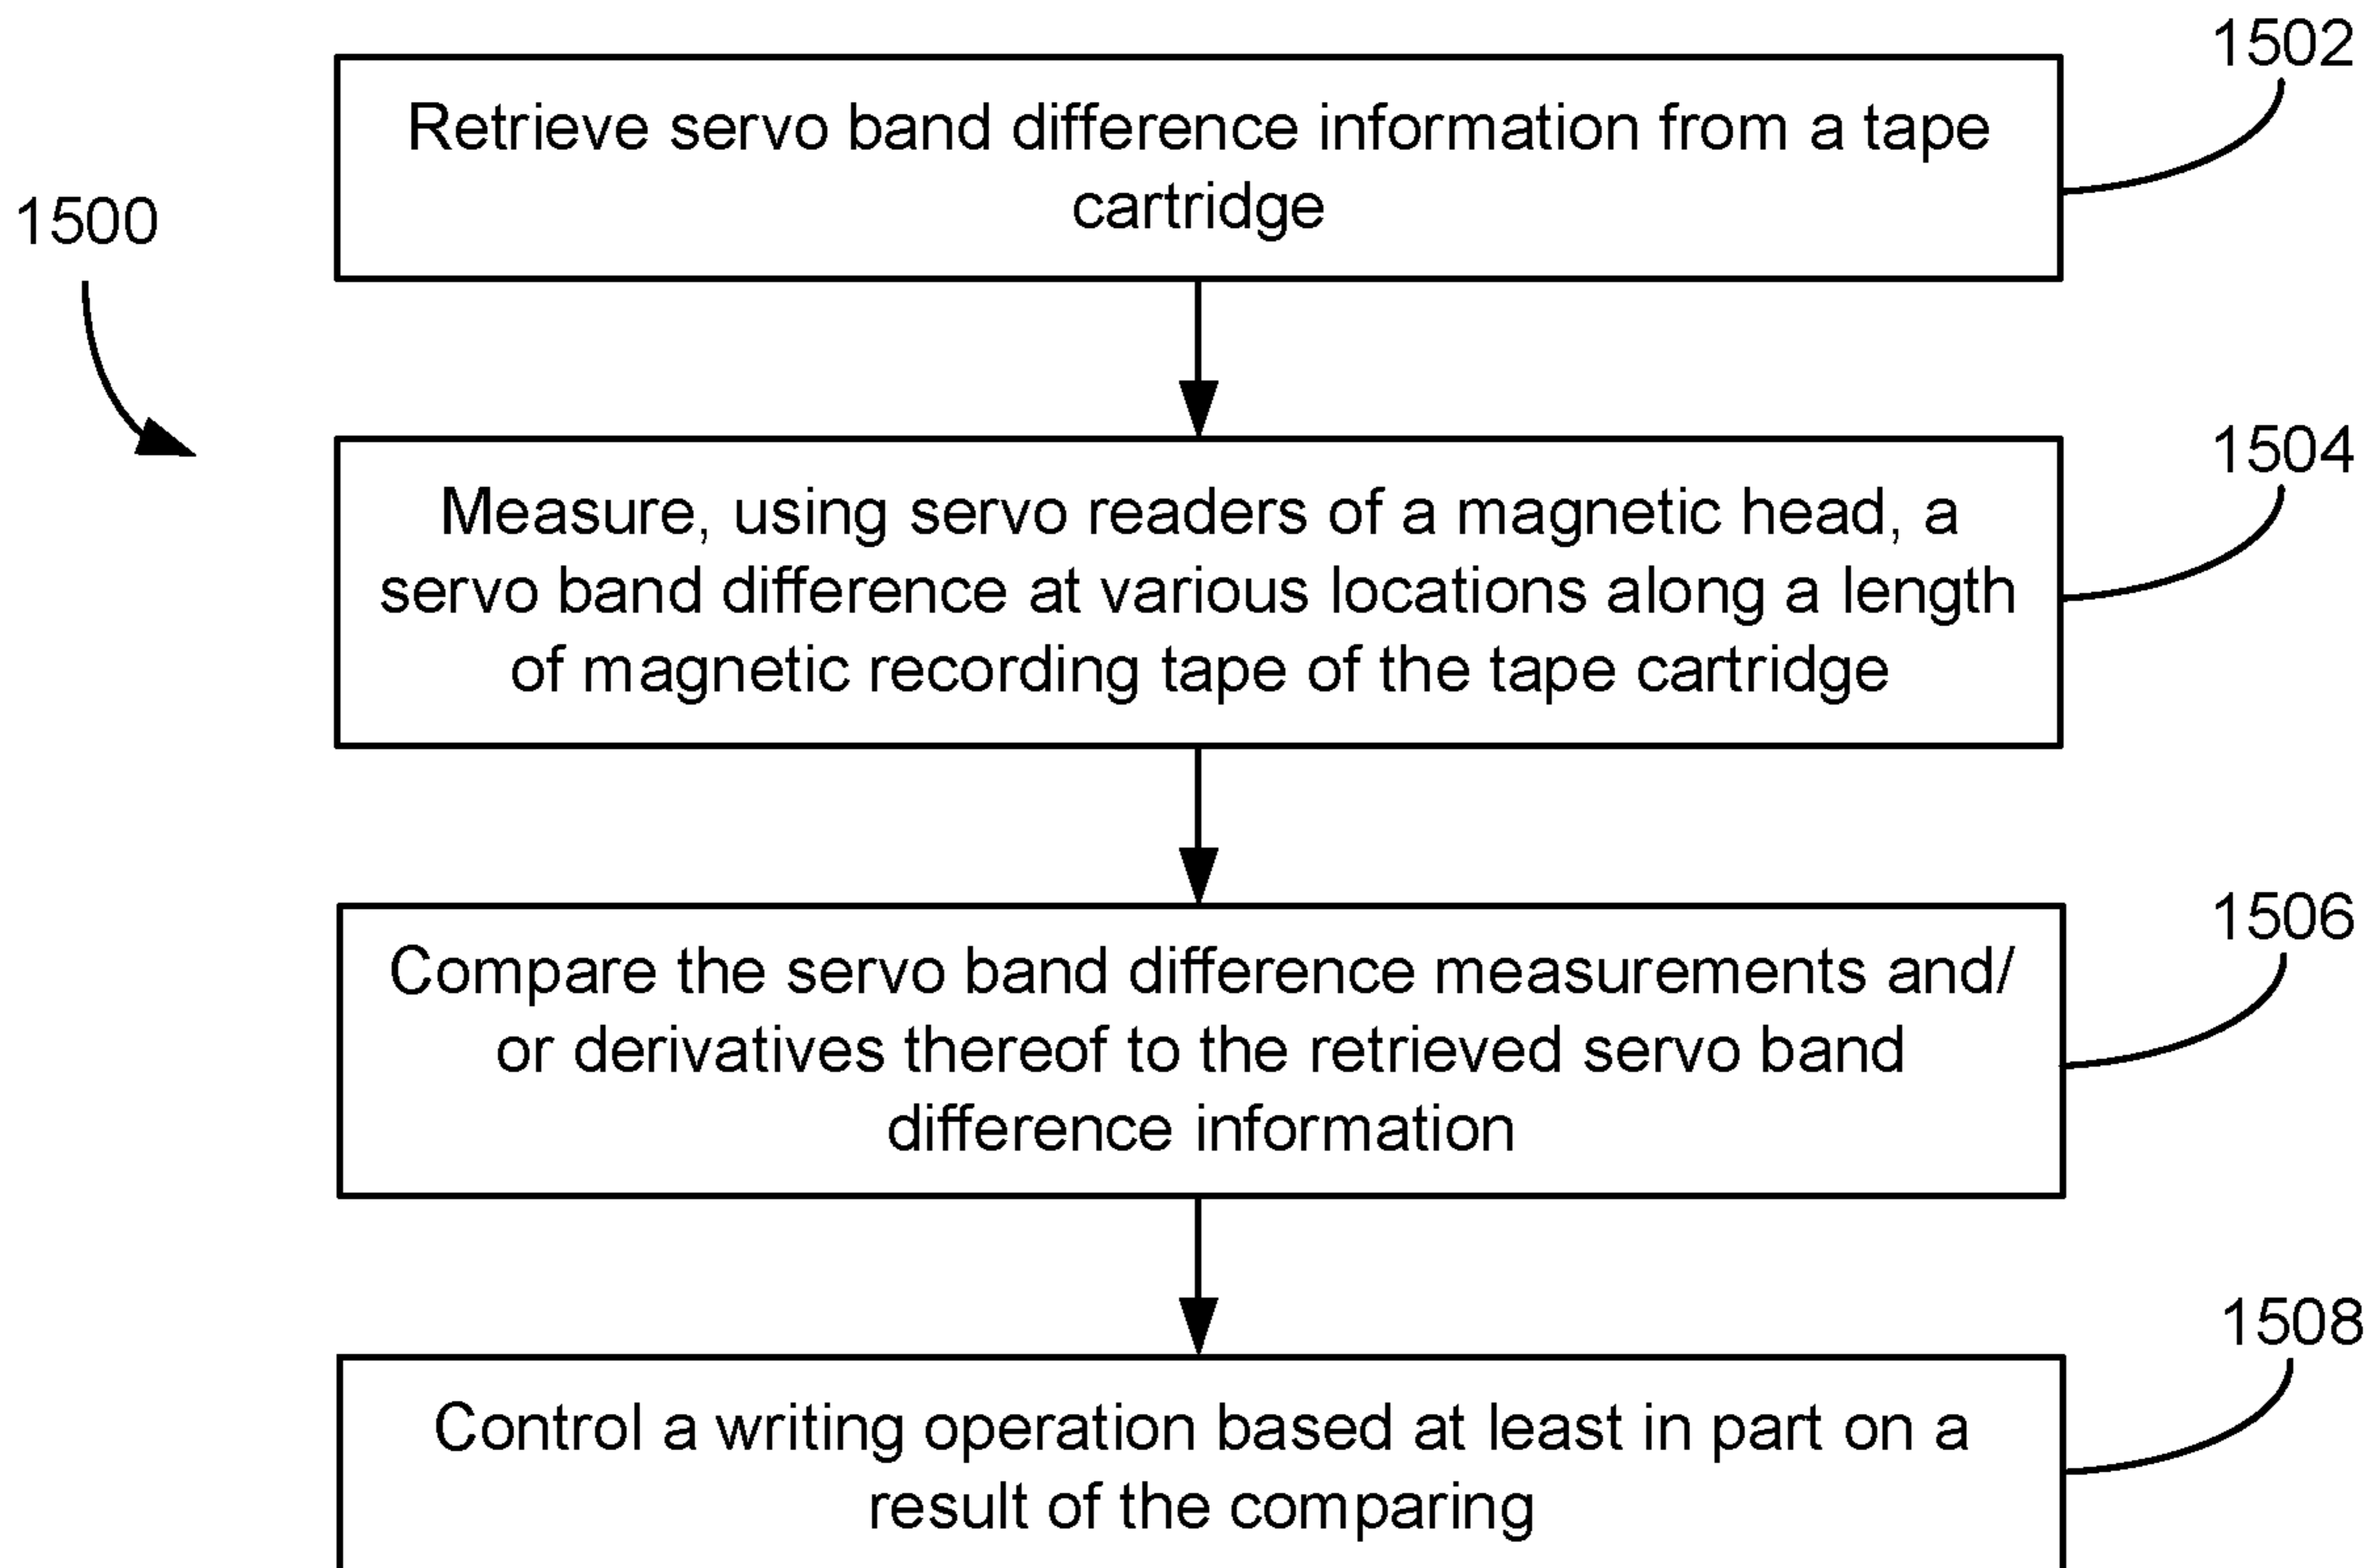 1502
Retrieve servo band difference information from a tape
cartridge
1500
1504
Measure, using servo readers of a magnetic head, a
servo band difference at various locations along a length
of magnetic recording tape of the tape cartridge
1506
Compare the servo band difference measurements and/
or derivatives thereof to the retrieved servo band
difference information
1508
Control a writing operation based at least in part on a
result of the comparing